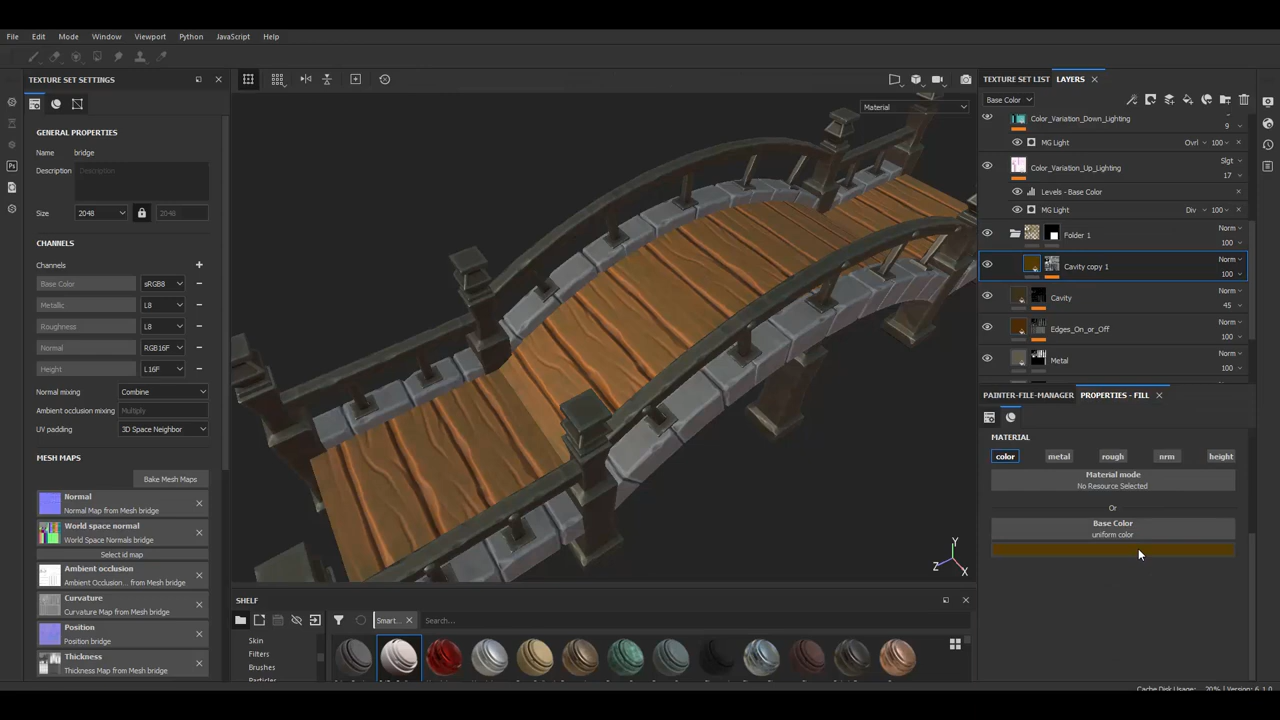 File Edit Mode Window Viewport Python JavaScript Help
TEXTURE SET SETTINGS
GENERAL PROPERTIES
Name bridge
Description Description
Size 2048 2048
CHANNELS
Channels
Base Color sRGB8
Metallic L8
Roughness L8
Normal RGB16F
Height L16F
Normal mixing Combine
Ambient occlusion mixing Multiply
UV padding 3D Space Neighbor
MESH MAPS
Bake Mesh Maps
Normal
Normal Map from Mesh bridge
World space normal
World Space Normals bridge
Select id map
Ambient occlusion
Ambient Occlusion ... from Mesh bridge
Curvature
Curvature Map from Mesh bridge
Position
Position bridge
Thickness
Thickness Map from Mesh bridge
Material
Y
Z
X
SHELF
Smart... Search...
Skin
Filters
Brushes
TEXTURE SET LIST LAYERS
Base Color
Color_Variation_Down_Lighting
9
MG Light Ovrl 100
Slgt
Color_Variation_Up_Lighting
17
Levels - Base Color
MG Light Div 100
Norm
Folder 1
100
Norm
Cavity copy 1
100
Norm
Cavity
45
Norm
Edges_On_or_Off
100
Norm
Metal
100
PAINTER-FILE-MANAGER PROPERTIES - FILL
MATERIAL
color metal rough nrm height
Material mode
No Resource Selected
Or
Base Color
uniform color